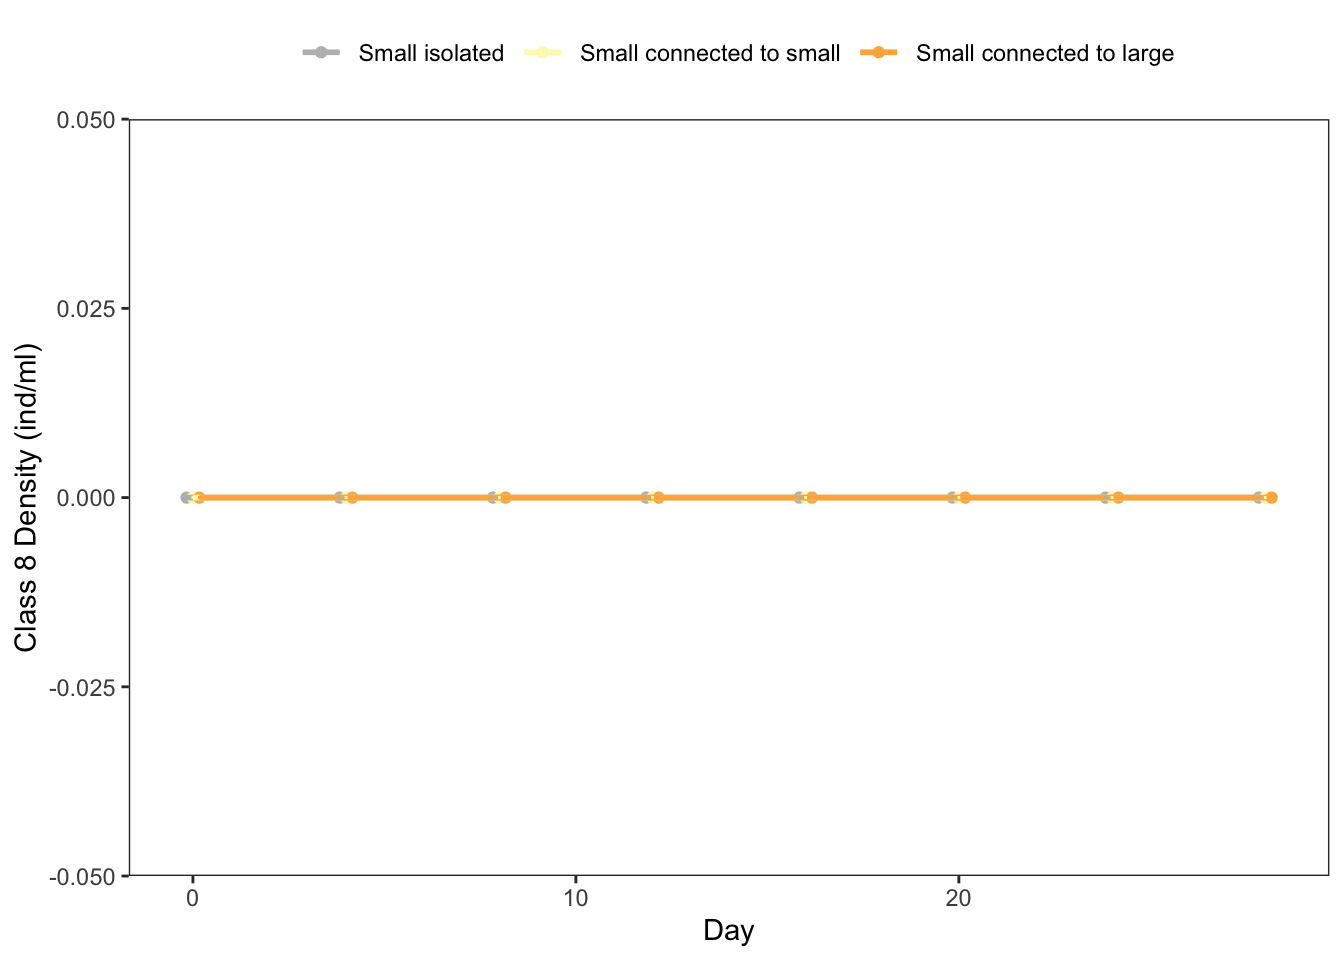 Small isolated Small connected to small Small connected to large
0.050
0.025
0.000
-0.025
-0.050
Class 8 Density (ind/ml)
0 10 20
Day